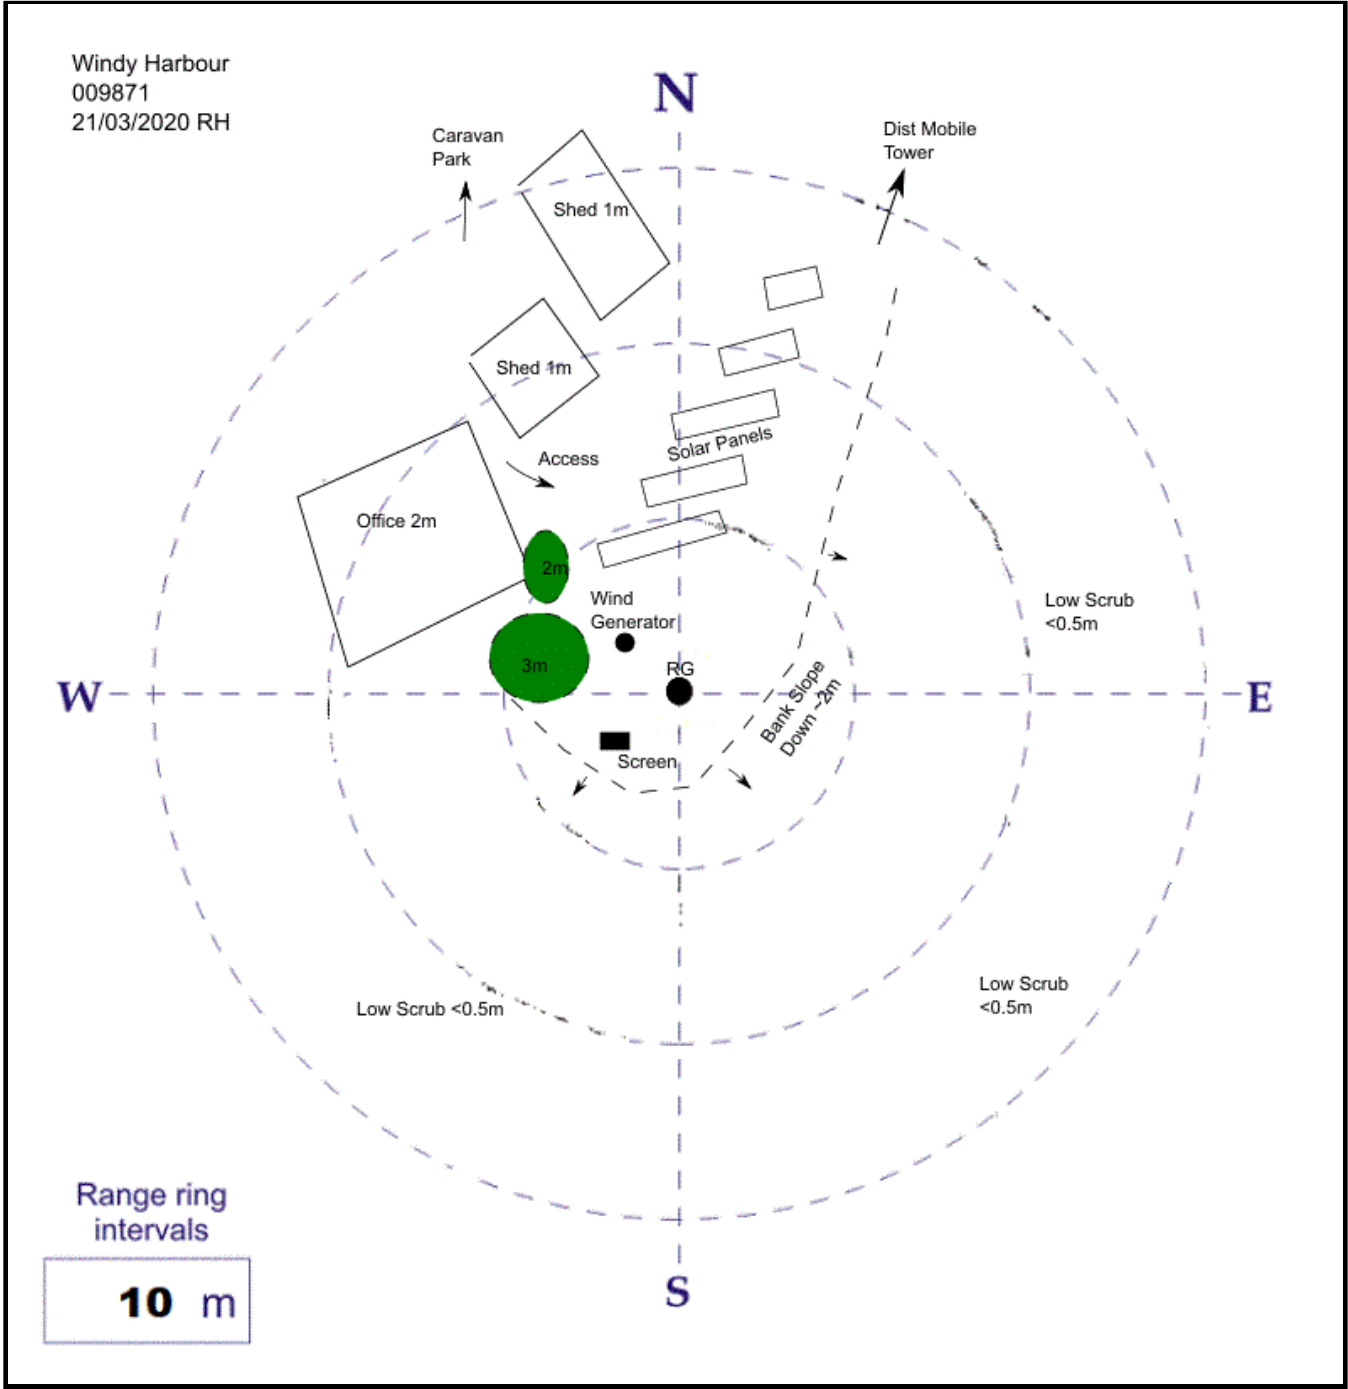 Windy Harbour
009871
21/03/2020 RH
N
Caravan
Park
Dist Mobile
Tower
Shed 1m
Shed 1m
Solar Panels
Access
Office 2m
2m
Wind
Generator
Low Scrub
<0.5m
3m
RG
W
E
Bank Slope
Down ~2m
Screen
Low Scrub <0.5m
Low Scrub
<0.5m
Range ring
intervals
10 m
S